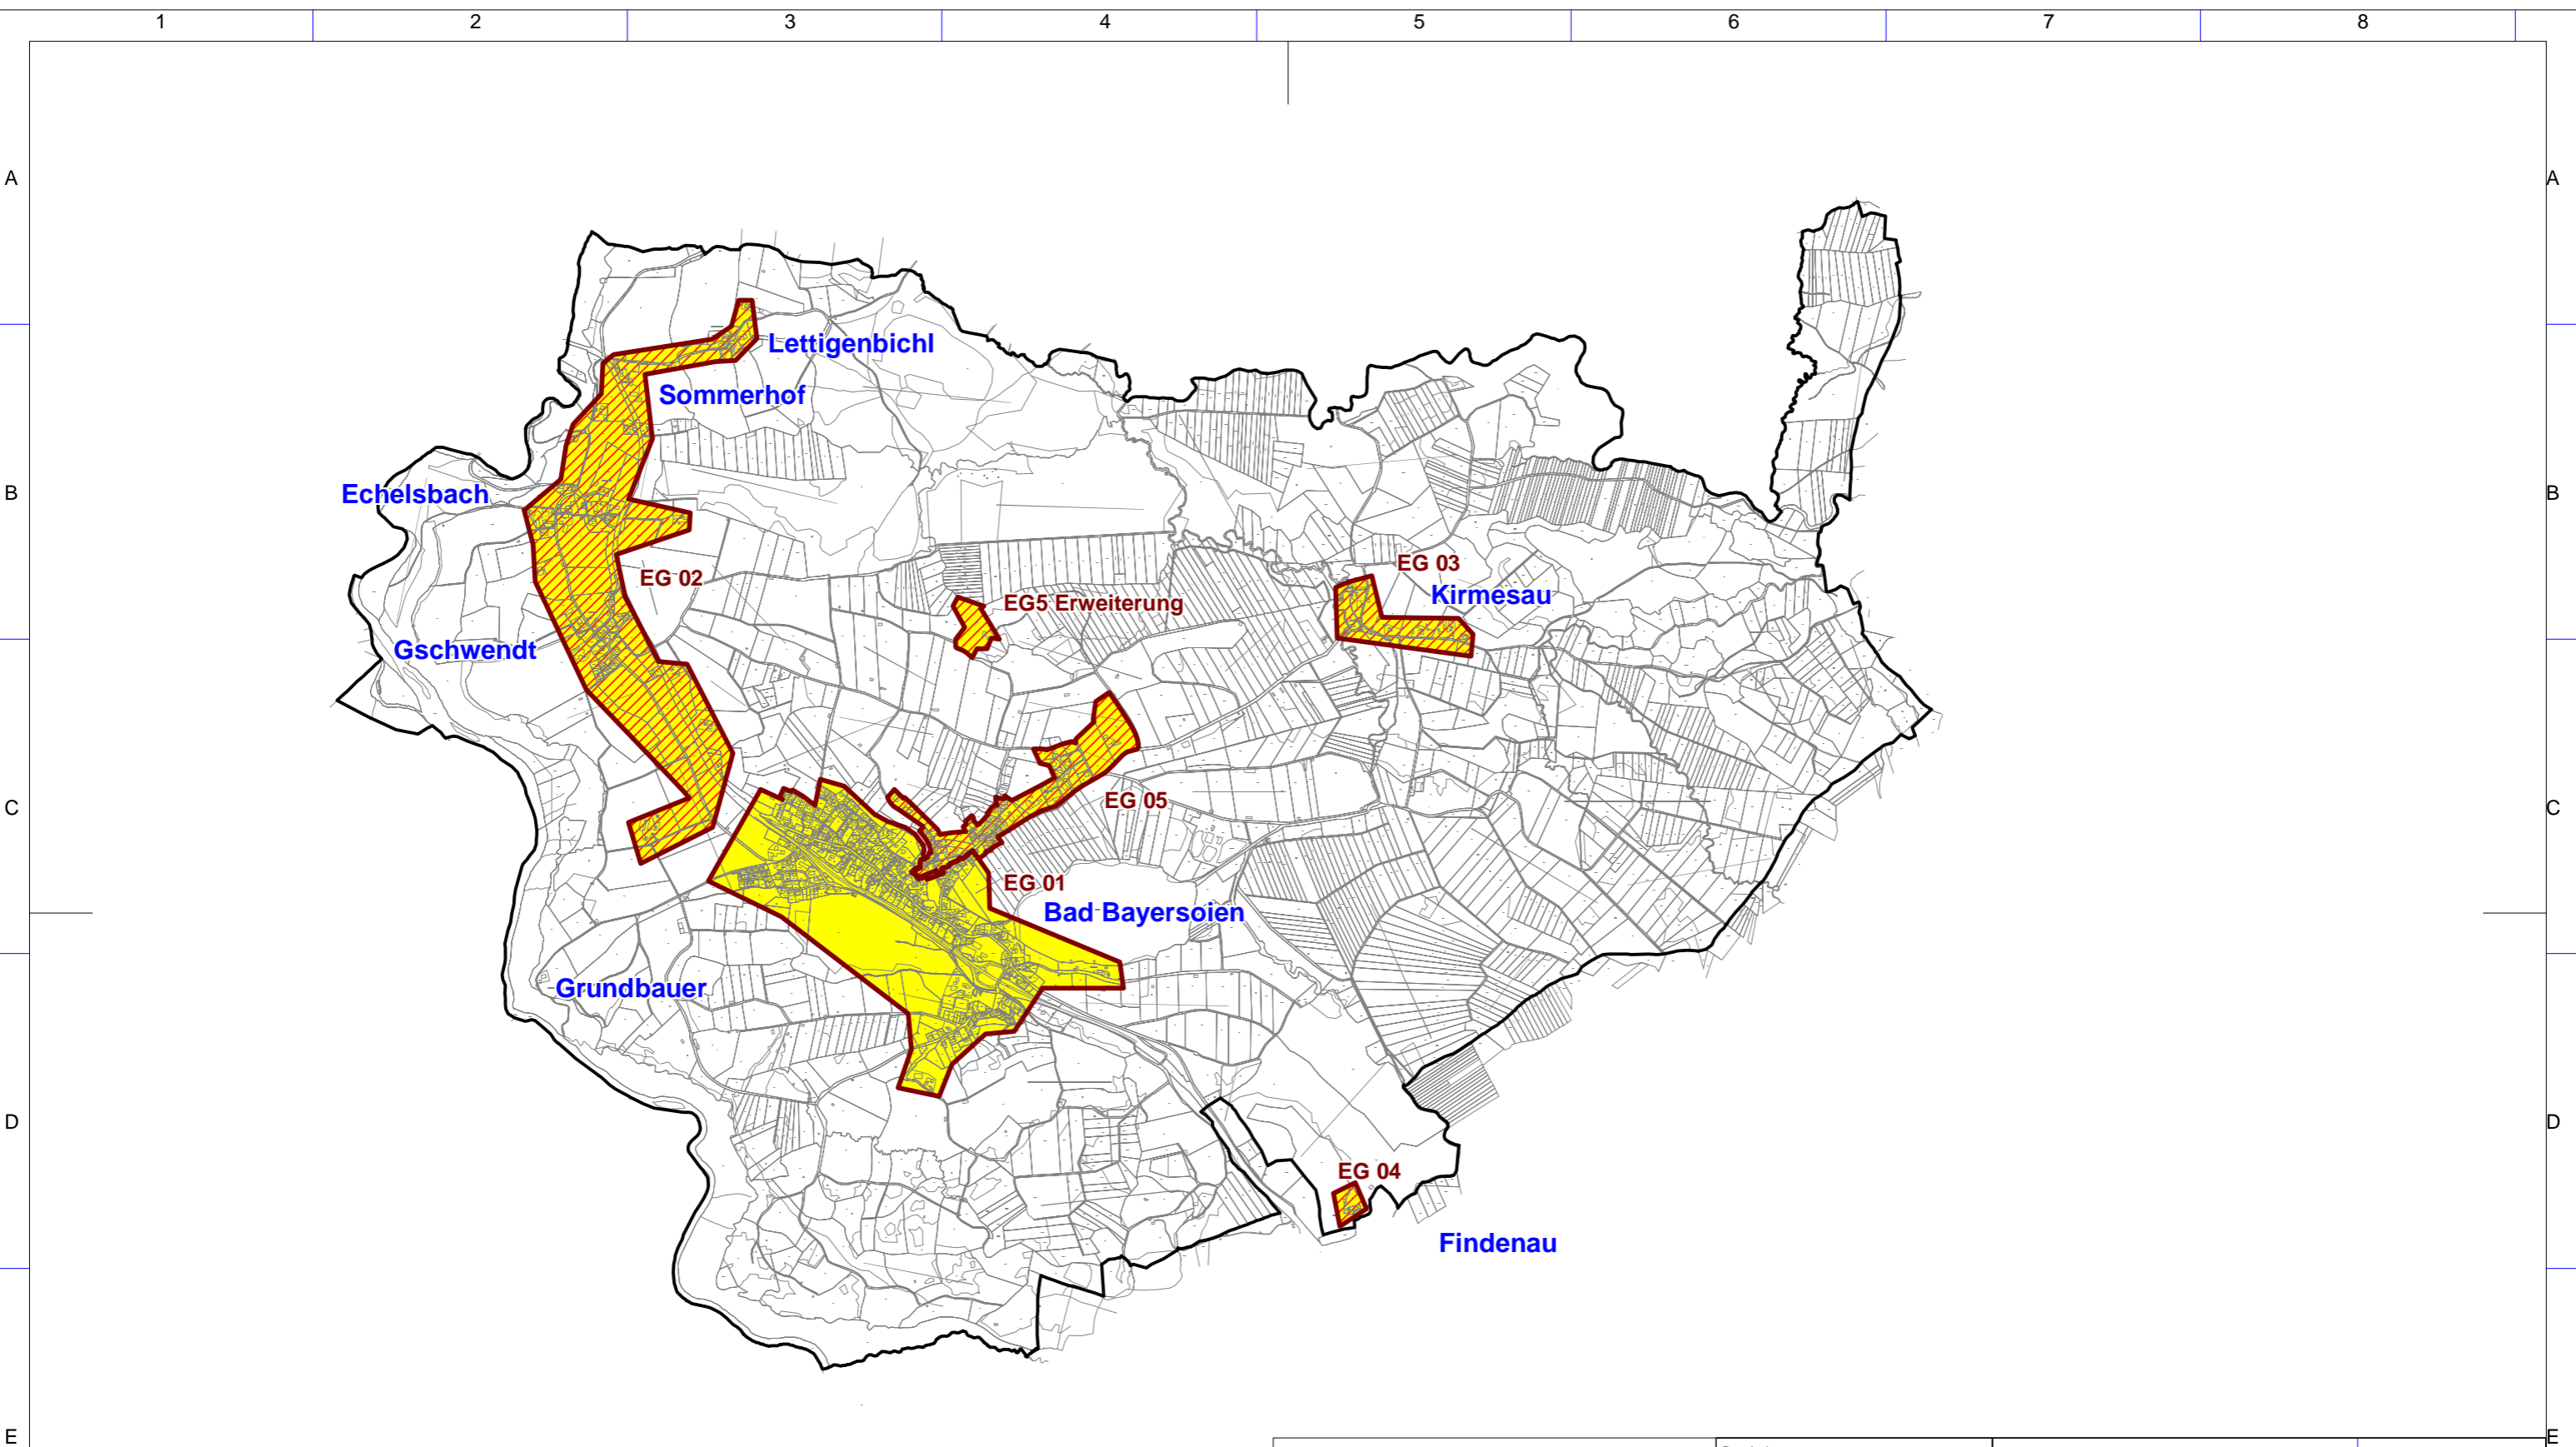 1 2 3 4 5 6 7 8
A A
Lettigenbichl
Sommerhof
B Echelsbach B
EG 03
EG 02
Kirmesau
EG5 Erweiterung
Gschwendt
EG 05
C C
EG 01
Bad Bayersoien
Grundbauer
D D
EG 04
Findenau
E E